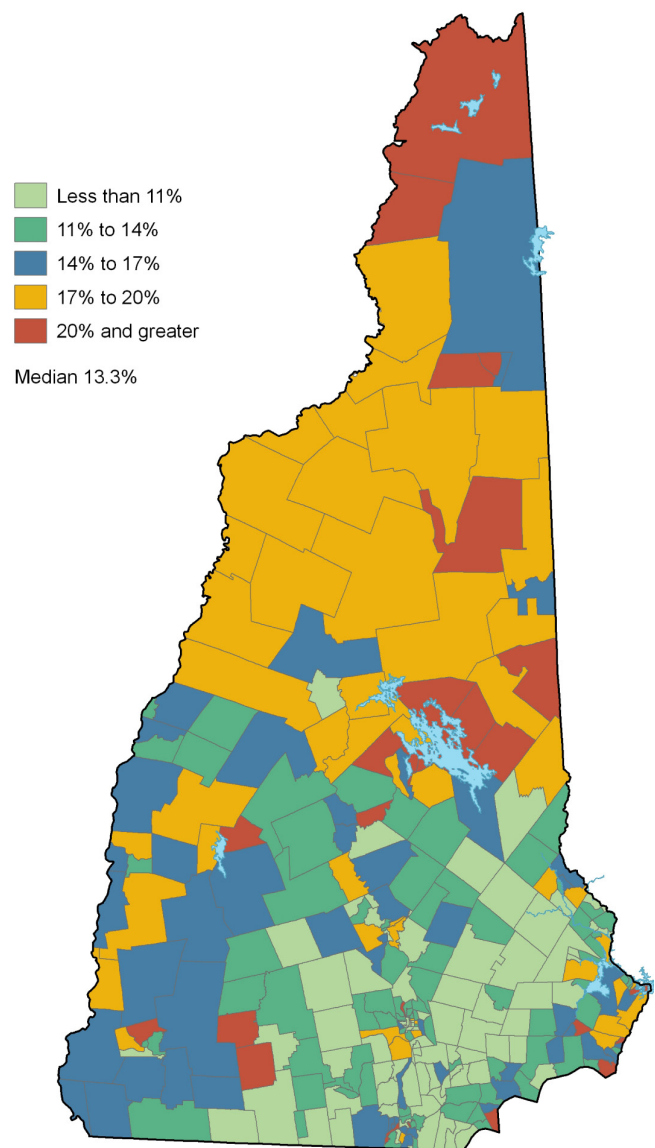 Less than 11%
11% to 14%
14% to 17%
17% to 20%
20% and greater
Median 13.3%